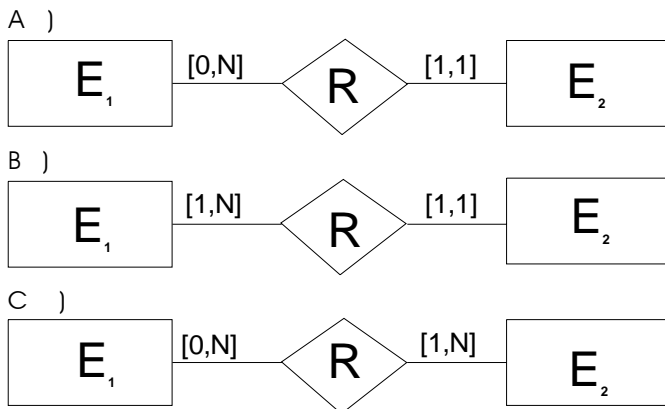 A )
E₁ [0,N] R [1,1] E₂
B )
E₁ [1,N] R [1,1] E₂
C )
E₁ [0,N] R [1,N] E₂